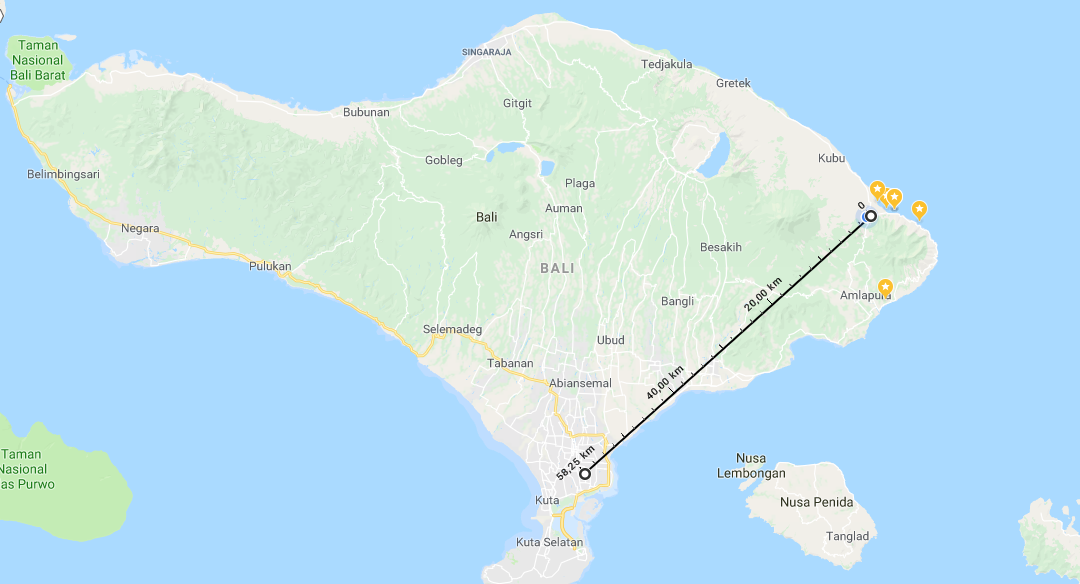 Taman
Nasional
Bali Barat
SINGARAJA
Tedjakula
Gretek
Gitgit
Bubunan
Gobleg
Kubu
Belimbingsari
Plaga
Auman
Bali
Angsri
0
Negara
Besakih
Pulukan
BALI
20,00 km
Amlapura
Bangli
Selemadeg
Ubud
Tabanan
Abiansemal
40,00 km
58,25 km
Taman
Nasional
as Purwo
Nusa
Lembongan
Kuta
Nusa Penida
Tanglad
Kuta Selatan